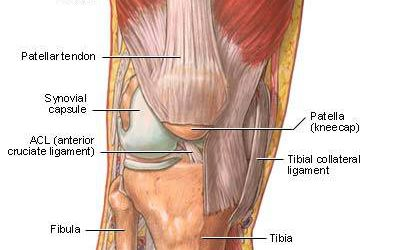 Patellar tendon
Synovial
capsule
ACL (anterior
cruciate ligament)
Fibula
Patella
(kneecap)
Tibial collateral
ligament
Tibia